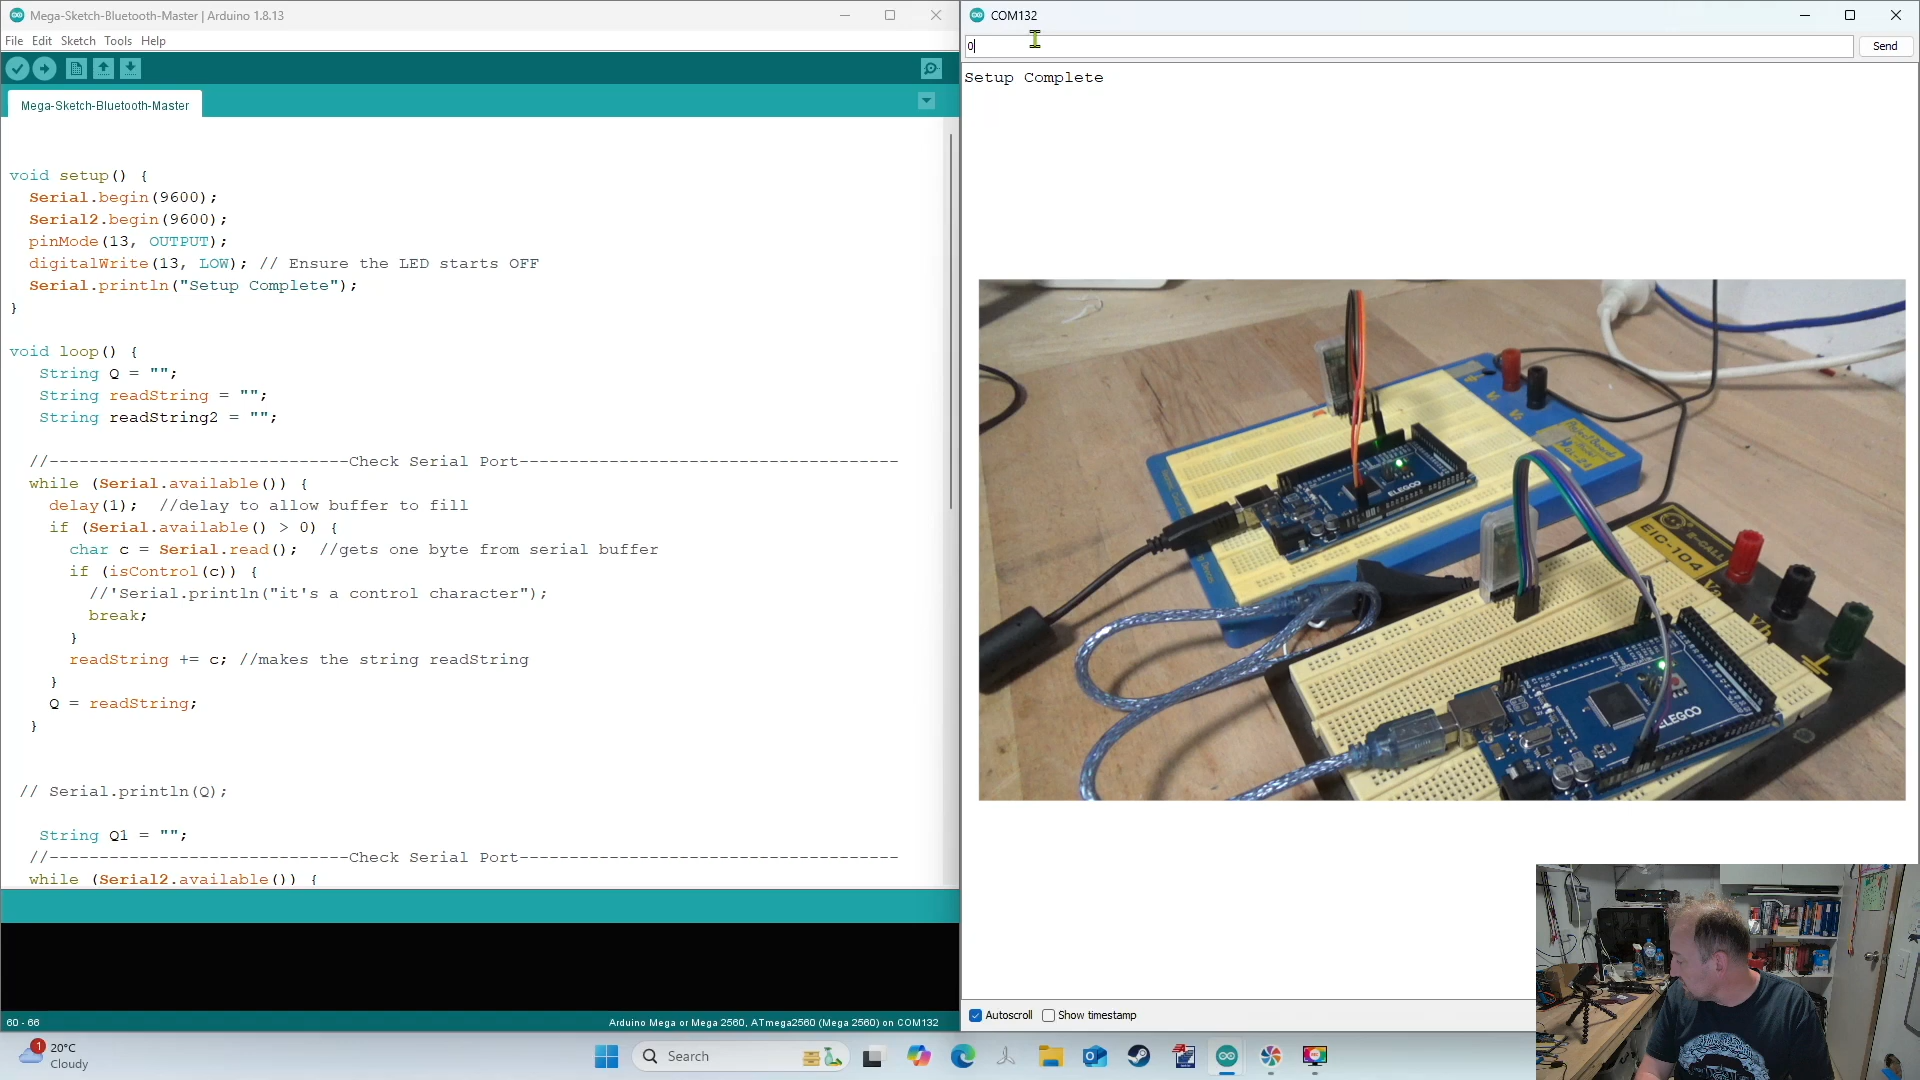 Mega-Sketch-Bluetooth-Master | Arduino 1.8.13
File Edit Sketch Tools Help
Mega-Sketch-Bluetooth-Master
void setup() {
  Serial.begin(9600);
  Serial2.begin(9600);
  pinMode(13, OUTPUT);
  digitalWrite(13, LOW); // Ensure the LED starts OFF
  Serial.println("Setup Complete");
}
void loop() {
   String Q = "";
   String readString = "";
   String readString2 = "";
  //------------------------------Check Serial Port--------------------------------------
  while (Serial.available()) {
    delay(1);  //delay to allow buffer to fill
    if (Serial.available() > 0) {
      char c = Serial.read();  //gets one byte from serial buffer
      if (isControl(c)) {
        //'Serial.println("it's a control character");
        break;
      }
      readString += c; //makes the string readString
    }
    Q = readString;
  }
 // Serial.println(Q);
   String Q1 = "";
  //------------------------------Check Serial Port--------------------------------------
  while (Serial2.available()) {
60 - 66
Arduino Mega or Mega 2560, ATmega2560 (Mega 2560) on COM132
COM132
0
Send
Setup Complete
ELEGOO
EIC-104
E-CALL
Va
Vb
ELEGOO
Autoscroll
Show timestamp
1
20°C
Cloudy
Search